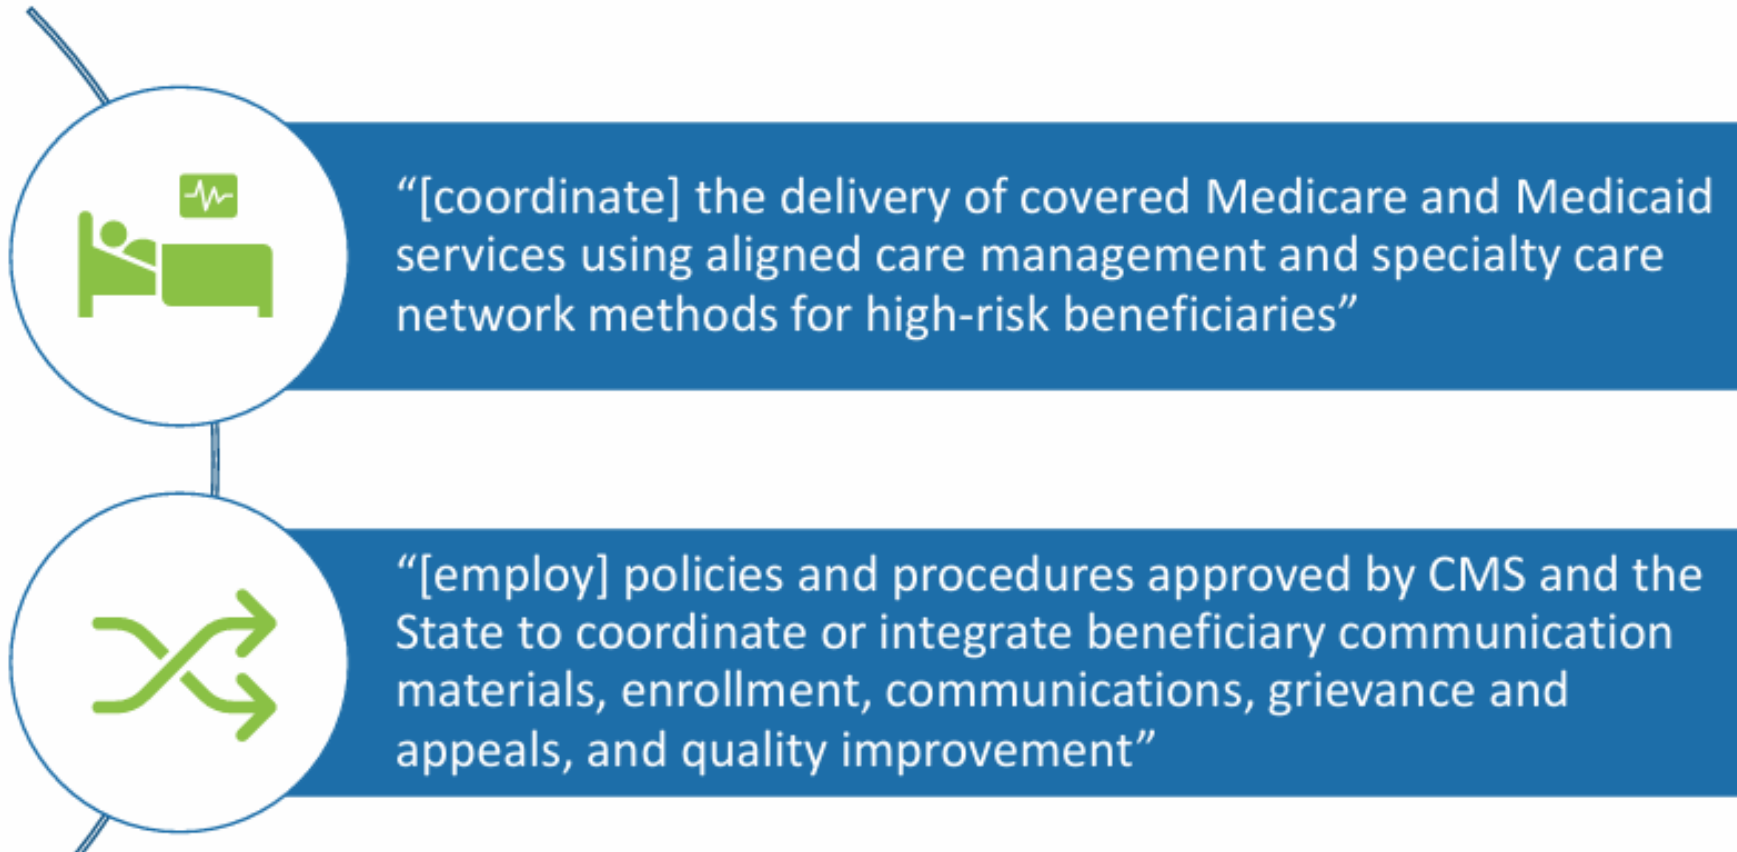 “[coordinate] the delivery of covered Medicare and Medicaid
services using aligned care management and specialty care
network methods for high-risk beneficiaries”
“[employ] policies and procedures approved by CMS and the
State to coordinate or integrate beneficiary communication
materials, enrollment, communications, grievance and
appeals, and quality improvement”